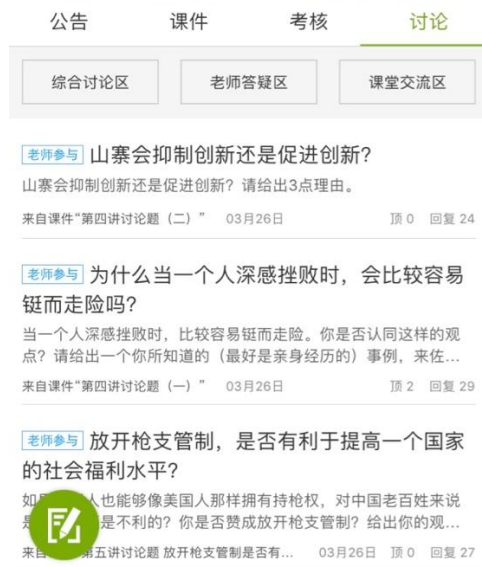 公告 课件 考核 讨论
综合讨论区 老师答疑区 课堂交流区
老师参与 山寨会抑制创新还是促进创新?
山寨会抑制创新还是促进创新？请给出3点理由。
来自课件“第四讲讨论题（二）” 03月26日 顶 0 回复 24
老师参与 为什么当一个人深感挫败时，会比较容易
铤而走险吗?
当一个人深感挫败时，比较容易铤而走险。你是否认同这样的观
点？请给出一个你所知道的（最好是亲身经历的）事例，来佐...
来自课件“第四讲讨论题（一）” 03月26日 顶 2 回复 29
老师参与 放开枪支管制，是否有利于提高一个国家
的社会福利水平?
如 人也能够像美国人那样拥有持枪权，对中国老百姓来说
是不利的？你是否赞成放开枪支管制？给出你的观...
来自 第五讲讨论题 放开枪支管制是否有... 03月26日 顶 0 回复 27